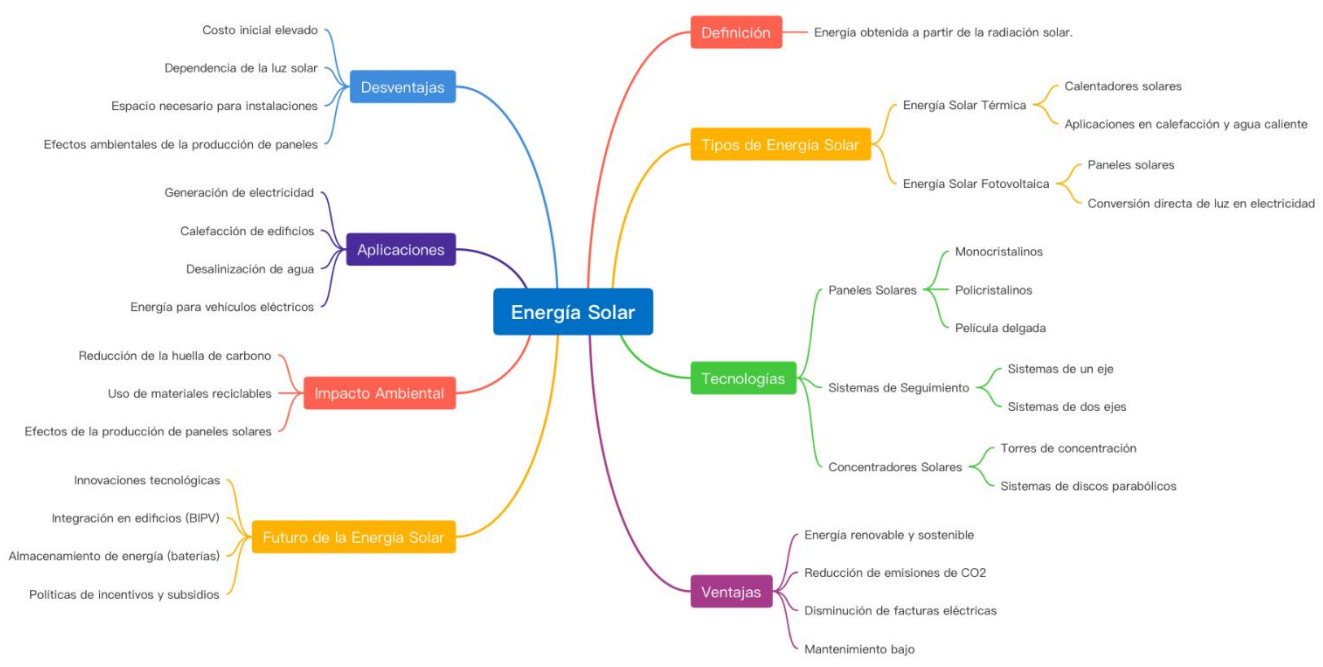 Energía Solar
Definición
Energía obtenida a partir de la radiación solar.
Tipos de Energía Solar
Energía Solar Térmica
Calentadores solares
Aplicaciones en calefacción y agua caliente
Energía Solar Fotovoltaica
Paneles solares
Conversión directa de luz en electricidad
Tecnologías
Paneles Solares
Monocristalinos
Policristalinos
Película delgada
Sistemas de Seguimiento
Sistemas de un eje
Sistemas de dos ejes
Concentradores Solares
Torres de concentración
Sistemas de discos parabólicos
Ventajas
Energía renovable y sostenible
Reducción de emisiones de CO2
Disminución de facturas eléctricas
Mantenimiento bajo
Desventajas
Costo inicial elevado
Dependencia de la luz solar
Espacio necesario para instalaciones
Efectos ambientales de la producción de paneles
Aplicaciones
Generación de electricidad
Calefacción de edificios
Desalinización de agua
Energía para vehículos eléctricos
Impacto Ambiental
Reducción de la huella de carbono
Uso de materiales reciclables
Efectos de la producción de paneles solares
Futuro de la Energía Solar
Innovaciones tecnológicas
Integración en edificios (BIPV)
Almacenamiento de energía (baterías)
Políticas de incentivos y subsidios